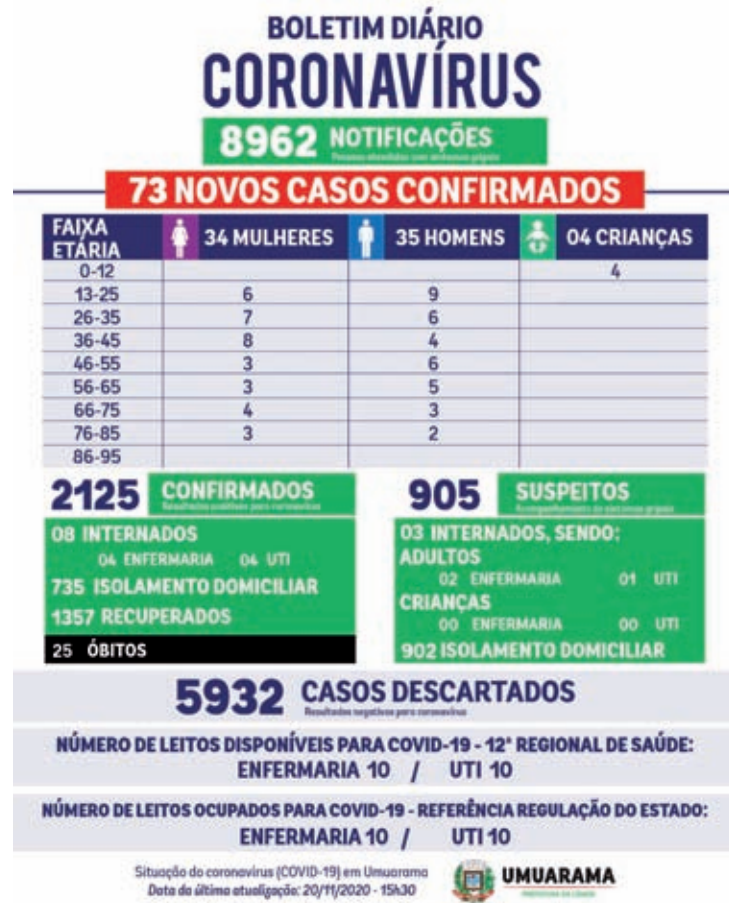 BOLETIM DIÁRIO
CORONAVÍRUS
8962 NOTIFICAÇÕES
73 NOVOS CASOS CONFIRMADOS
FAIXA ETÁRIA 34 MULHERES 35 HOMENS 04 CRIANÇAS
0-12 4
13-25 6 9
26-35 7 6
36-45 8 4
46-55 3 6
56-65 3 5
66-75 4 3
76-85 3 2
86-95
2125 CONFIRMADOS
Resultados positivos para coronavírus
08 INTERNADOS
04 ENFERMARIA 04 UTI
735 ISOLAMENTO DOMICILIAR
1357 RECUPERADOS
25 ÓBITOS
905 SUSPEITOS
03 INTERNADOS, SENDO:
ADULTOS
02 ENFERMARIA 01 UTI
CRIANÇAS
00 ENFERMARIA 00 UTI
902 ISOLAMENTO DOMICILIAR
5932 CASOS DESCARTADOS
Resultados negativos para coronavírus
NÚMERO DE LEITOS DISPONÍVEIS PARA COVID-19 - 12ª REGIONAL DE SAÚDE:
ENFERMARIA 10 / UTI 10
NÚMERO DE LEITOS OCUPADOS PARA COVID-19 - REFERÊNCIA REGULAÇÃO DO ESTADO:
ENFERMARIA 10 / UTI 10
Situação do coronavírus (COVID-19) em Umuarama
Data da última atualização: 20/11/2020 - 15h30
UMUARAMA
PREFEITURA DA CIDADE